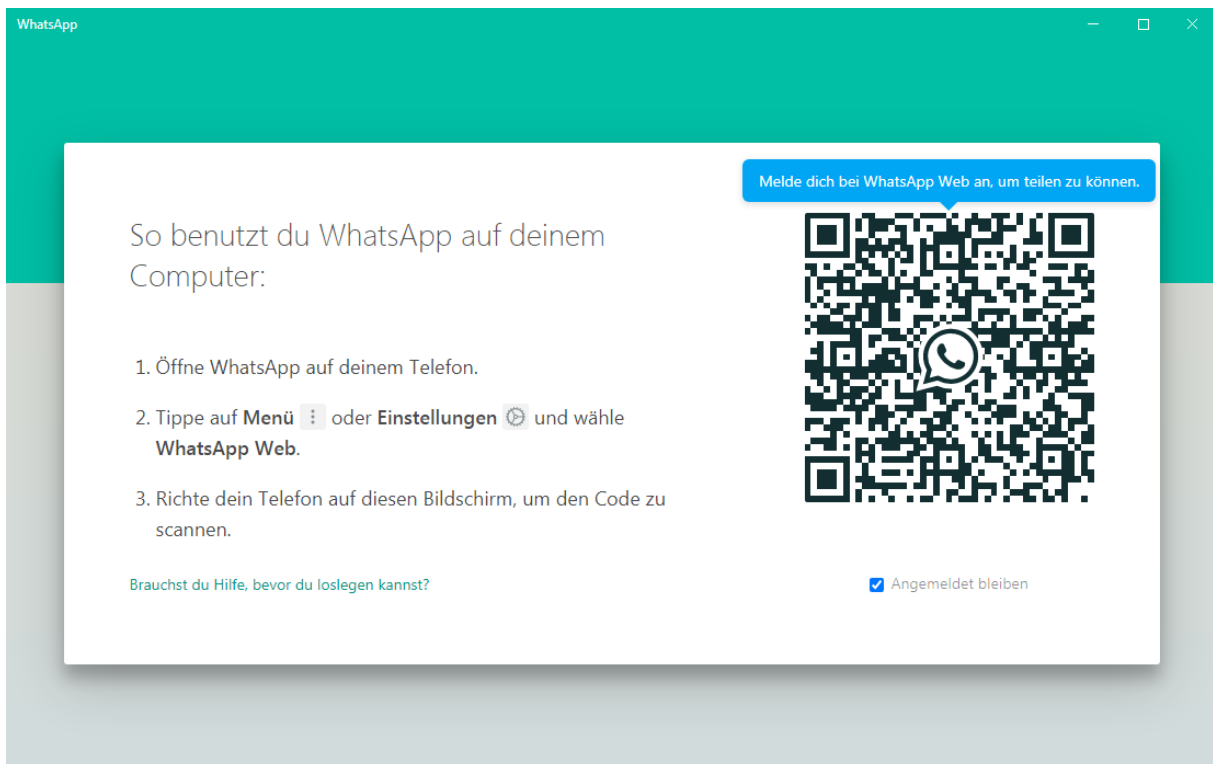 WhatsApp
Melde dich bei WhatsApp Web an, um teilen zu können.
So benutzt du WhatsApp auf deinem
Computer:
1. Öffne WhatsApp auf deinem Telefon.
2. Tippe auf Menü oder Einstellungen und wähle
WhatsApp Web.
3. Richte dein Telefon auf diesen Bildschirm, um den Code zu
scannen.
Brauchst du Hilfe, bevor du loslegen kannst?
Angemeldet bleiben